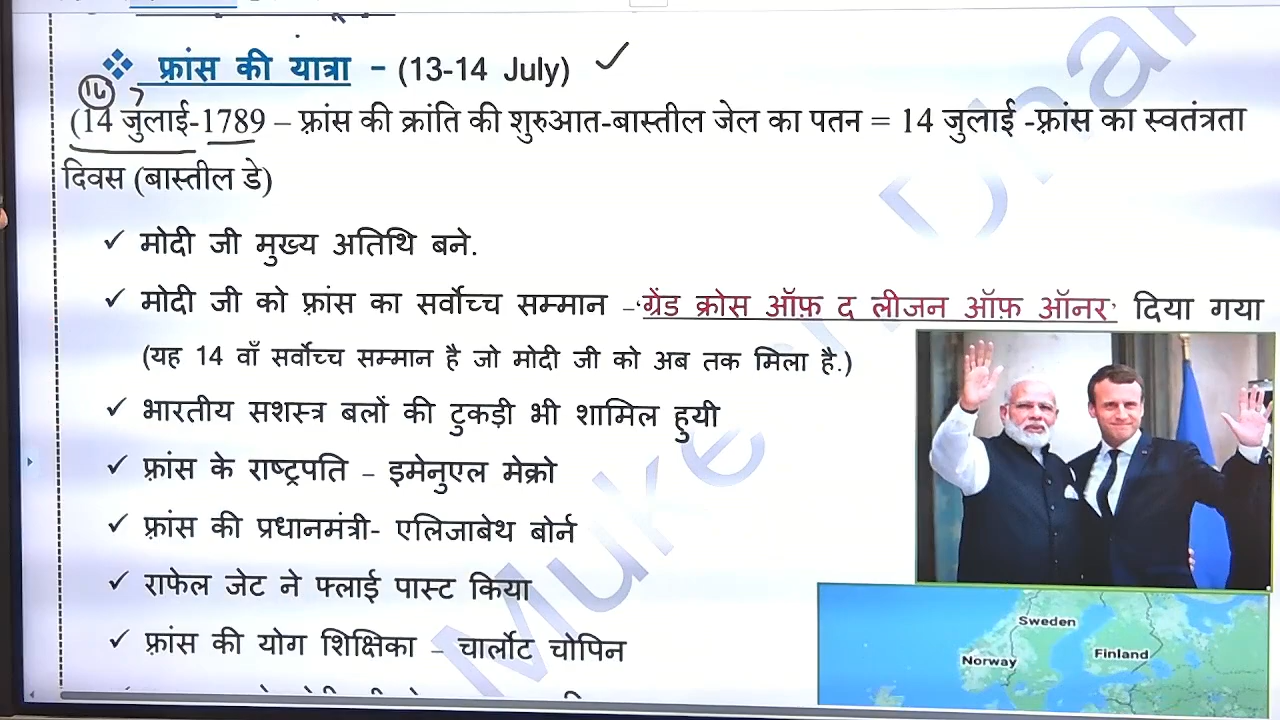 ❖ फ़्रांस की यात्रा – (13-14 July) ✓
14
(14 जुलाई-1789 – फ़्रांस की क्रांति की शुरुआत-बास्तील जेल का पतन = 14 जुलाई -फ़्रांस का स्वतंत्रता
दिवस (बास्तील डे)
✓ मोदी जी मुख्य अतिथि बने.
✓ मोदी जी को फ़्रांस का सर्वोच्च सम्मान –‘ग्रेंड क्रोस ऑफ़ द लीजन ऑफ़ ऑनर’ दिया गया
(यह 14 वाँ सर्वोच्च सम्मान है जो मोदी जी को अब तक मिला है.)
✓ भारतीय सशस्त्र बलों की टुकड़ी भी शामिल हुयी
✓ फ़्रांस के राष्ट्रपति – इमेनुएल मेक्रो
✓ फ़्रांस की प्रधानमंत्री- एलिजाबेथ बोर्न
✓ राफेल जेट ने फ्लाई पास्ट किया
✓ फ़्रांस की योग शिक्षिका – चार्लोट चोपिन
Sweden
Norway
Finland